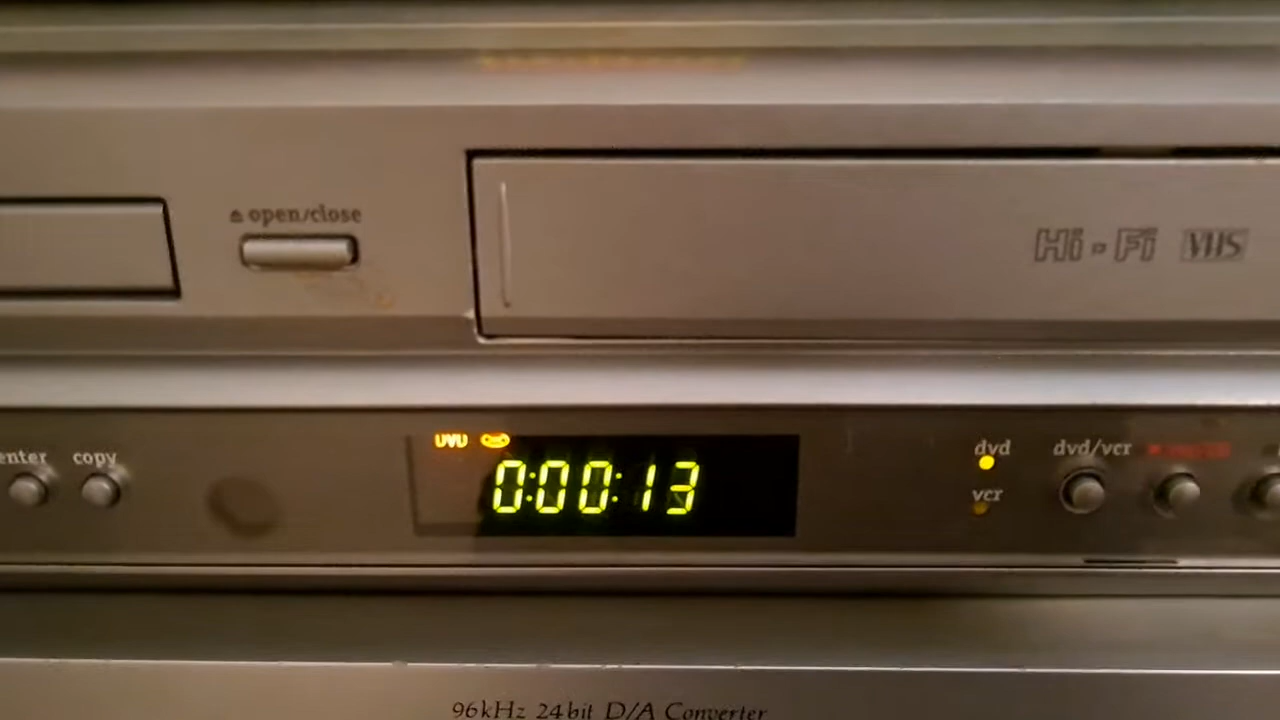 open/close
Hi-Fi VHS
enter copy
DVD
0:00:13
dvd
vcr
dvd/vcr
96kHz 24bit D/A Converter